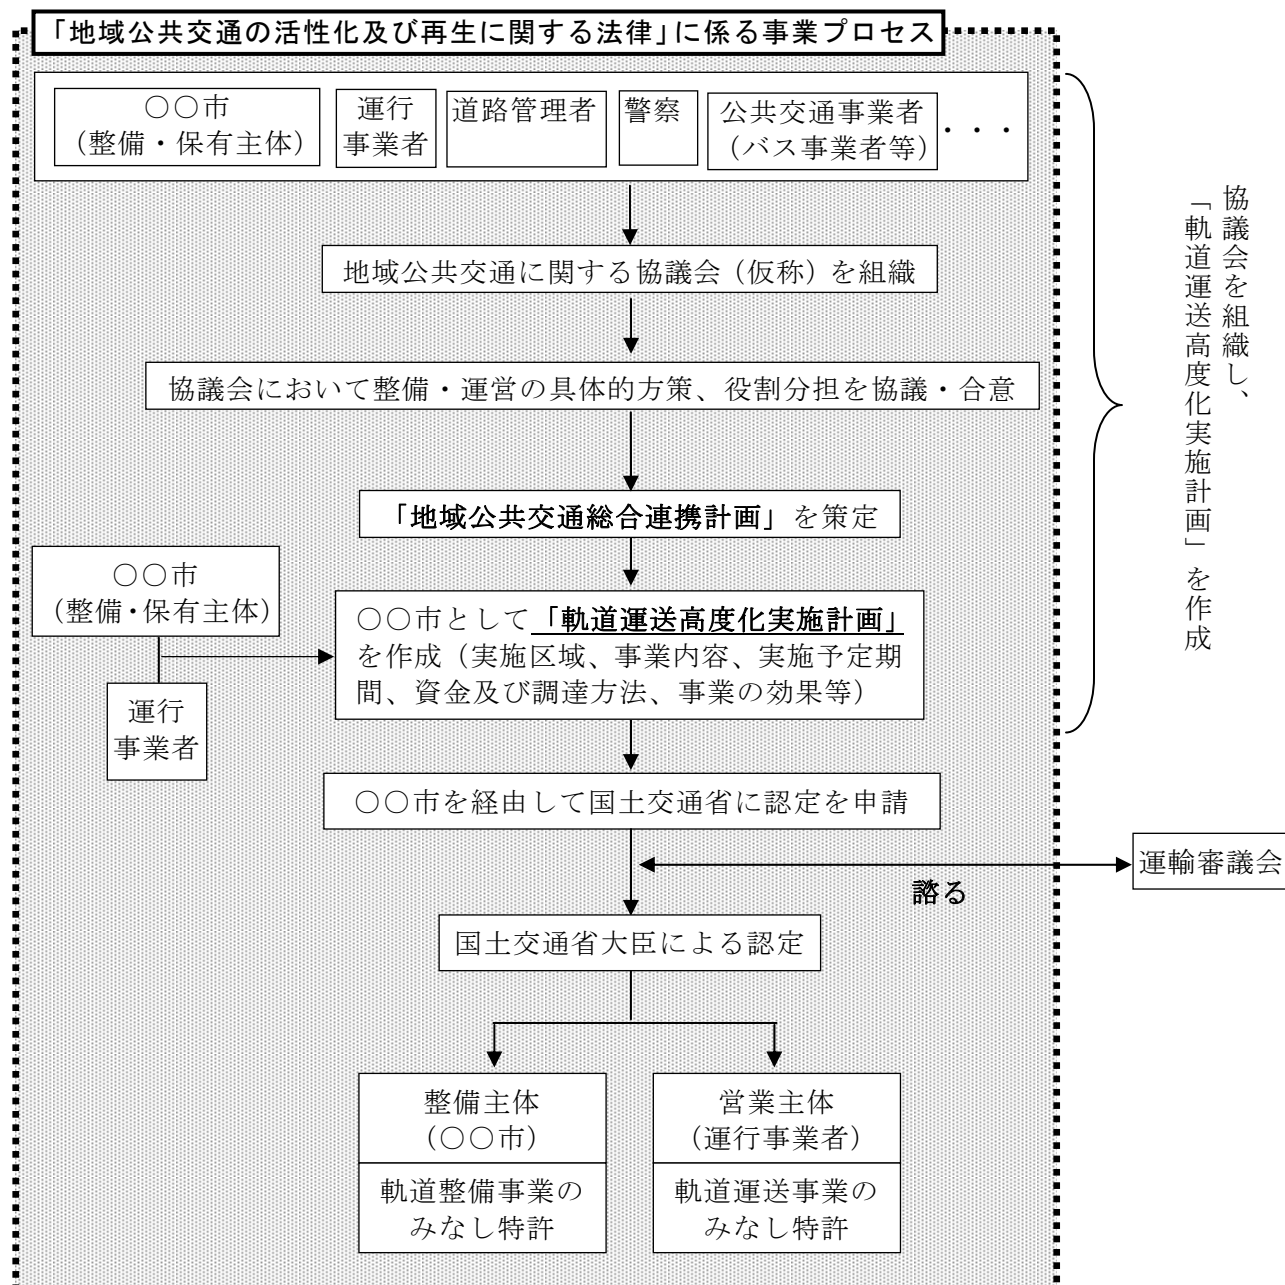 「地域公共交通の活性化及び再生に関する法律」に係る事業プロセス
○○市
（整備・保有主体）
運行
事業者
道路管理者
警察
公共交通事業者
（バス事業者等）
・・・
地域公共交通に関する協議会（仮称）を組織
協議会において整備・運営の具体的方策、役割分担を協議・合意
「地域公共交通総合連携計画」を策定
○○市
（整備・保有主体）
運行
事業者
○○市として「軌道運送高度化実施計画」
を作成（実施区域、事業内容、実施予定期
間、資金及び調達方法、事業の効果等）
協議会を組織し、
「軌道運送高度化実施計画」を作成
○○市を経由して国土交通省に認定を申請
運輸審議会
諮る
国土交通省大臣による認定
整備主体
（○○市）
軌道整備事業の
みなし特許
営業主体
（運行事業者）
軌道運送事業の
みなし特許